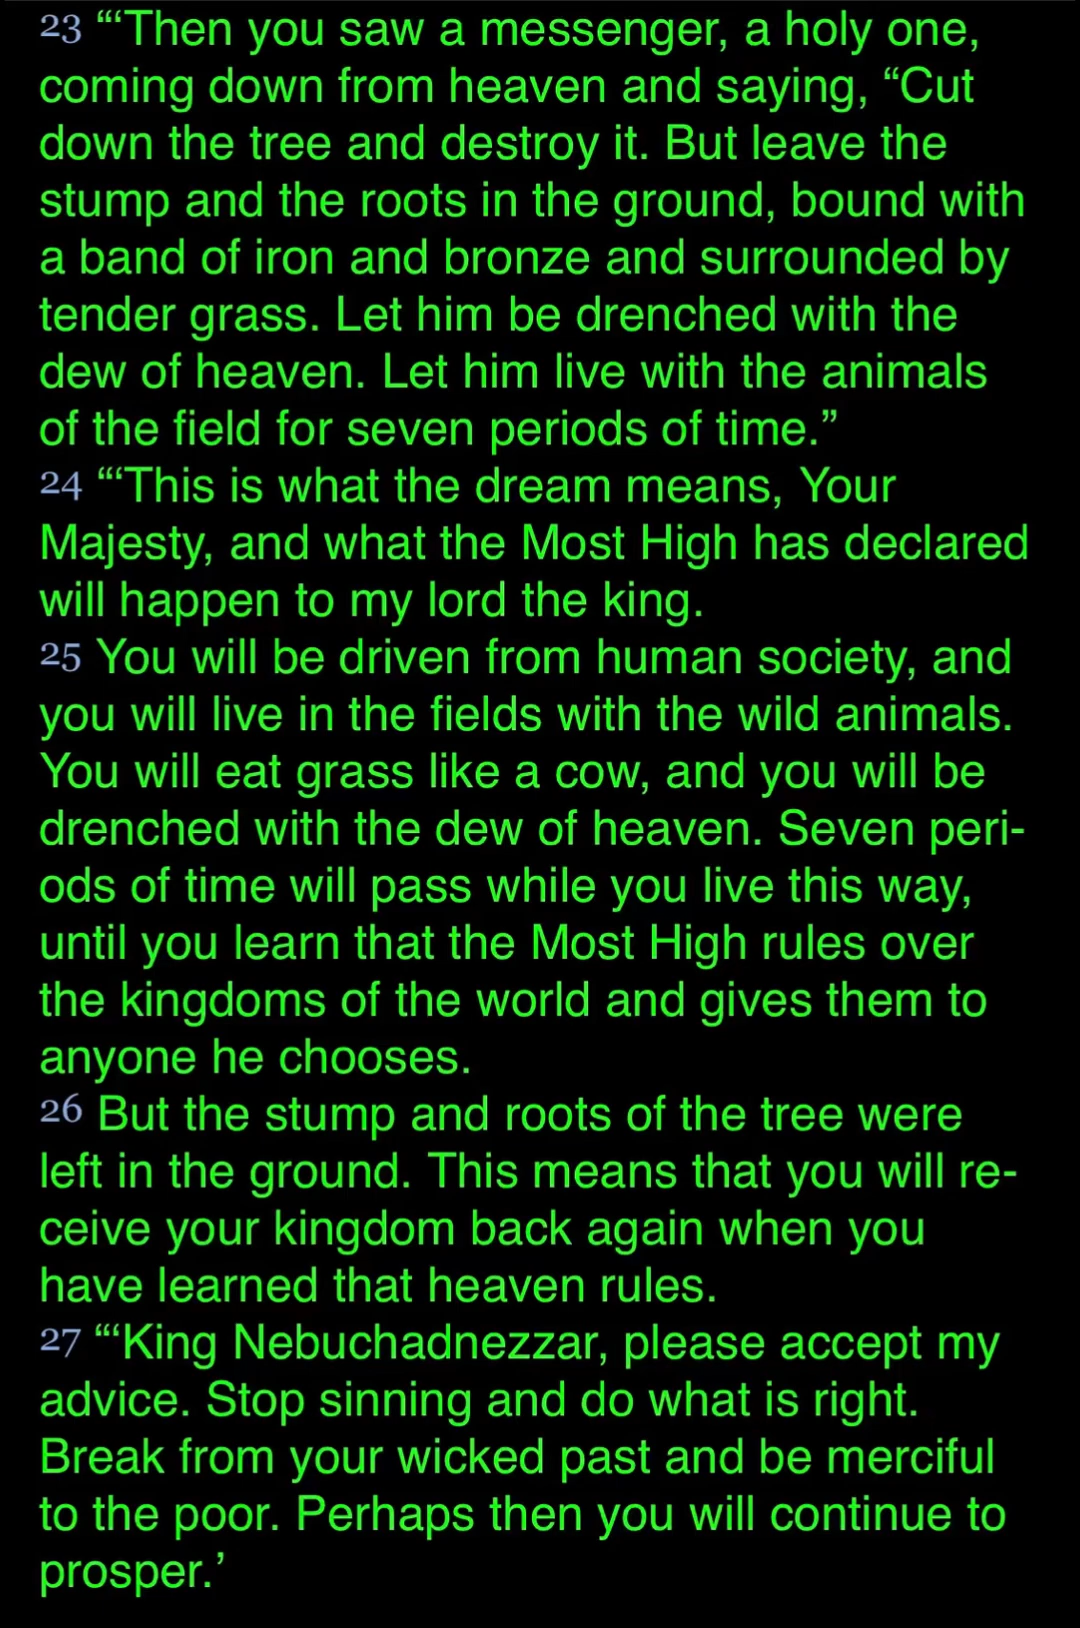 23 “‘Then you saw a messenger, a holy one,
coming down from heaven and saying, “Cut
down the tree and destroy it. But leave the
stump and the roots in the ground, bound with
a band of iron and bronze and surrounded by
tender grass. Let him be drenched with the
dew of heaven. Let him live with the animals
of the field for seven periods of time.”
24 “‘This is what the dream means, Your
Majesty, and what the Most High has declared
will happen to my lord the king.
25 You will be driven from human society, and
you will live in the fields with the wild animals.
You will eat grass like a cow, and you will be
drenched with the dew of heaven. Seven peri-
ods of time will pass while you live this way,
until you learn that the Most High rules over
the kingdoms of the world and gives them to
anyone he chooses.
26 But the stump and roots of the tree were
left in the ground. This means that you will re-
ceive your kingdom back again when you
have learned that heaven rules.
27 “‘King Nebuchadnezzar, please accept my
advice. Stop sinning and do what is right.
Break from your wicked past and be merciful
to the poor. Perhaps then you will continue to
prosper.’